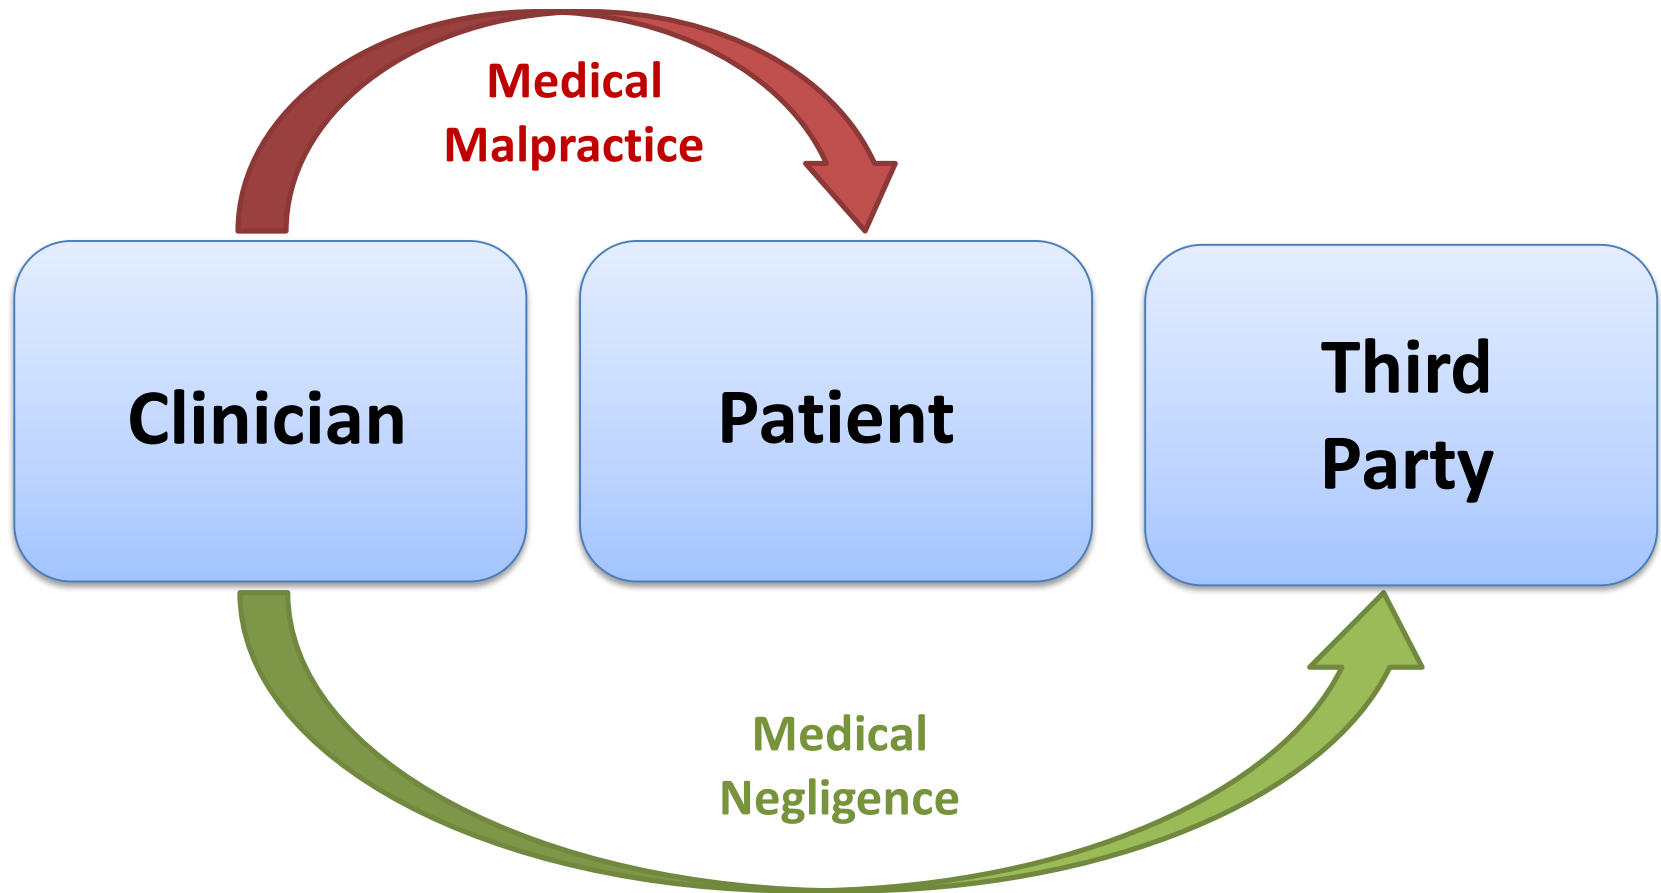 Medical
Malpractice
Clinician
Patient
Third
Party
Medical
Negligence